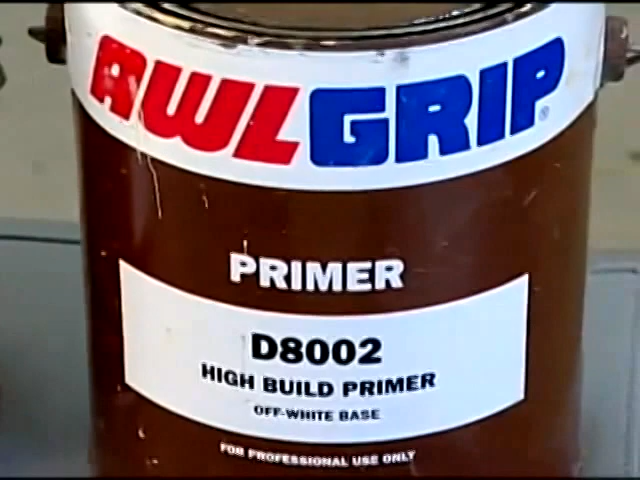 AWLGRIP®
PRIMER
D8002
HIGH BUILD PRIMER
OFF-WHITE BASE
FOR PROFESSIONAL USE ONLY